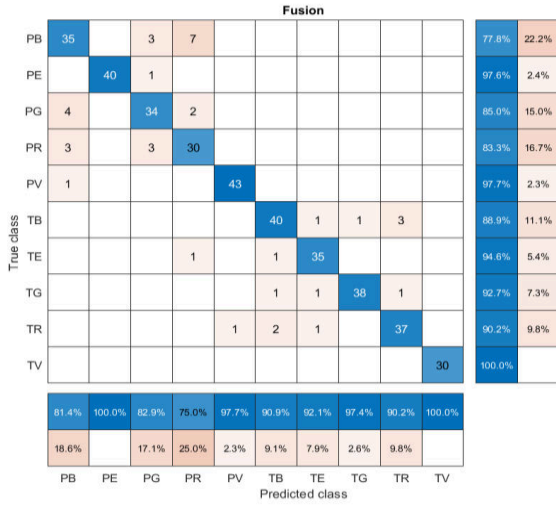 Fusion
PB 35 3 7 77.8% 22.2%
PE 40 1 97.6% 2.4%
PG 4 34 2 85.0% 15.0%
PR 3 3 30 83.3% 16.7%
PV 1 43 97.7% 2.3%
TB 40 1 1 3 88.9% 11.1%
TE 1 1 35 94.6% 5.4%
TG 1 1 38 1 92.7% 7.3%
TR 1 2 1 37 90.2% 9.8%
TV 30 100.0%
True class
81.4% 100.0% 82.9% 75.0% 97.7% 90.9% 92.1% 97.4% 90.2% 100.0%
18.6% 17.1% 25.0% 2.3% 9.1% 7.9% 2.6% 9.8%
PB PE PG PR PV TB TE TG TR TV
Predicted class